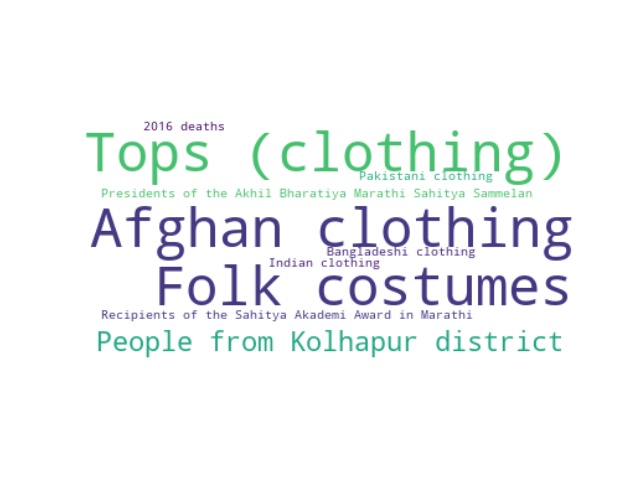 2016 deaths
Tops (clothing)
Pakistani clothing
Presidents of the Akhil Bharatiya Marathi Sahitya Sammelan
Afghan clothing
Bangladeshi clothing
Indian clothing
Folk costumes
Recipients of the Sahitya Akademi Award in Marathi
People from Kolhapur district